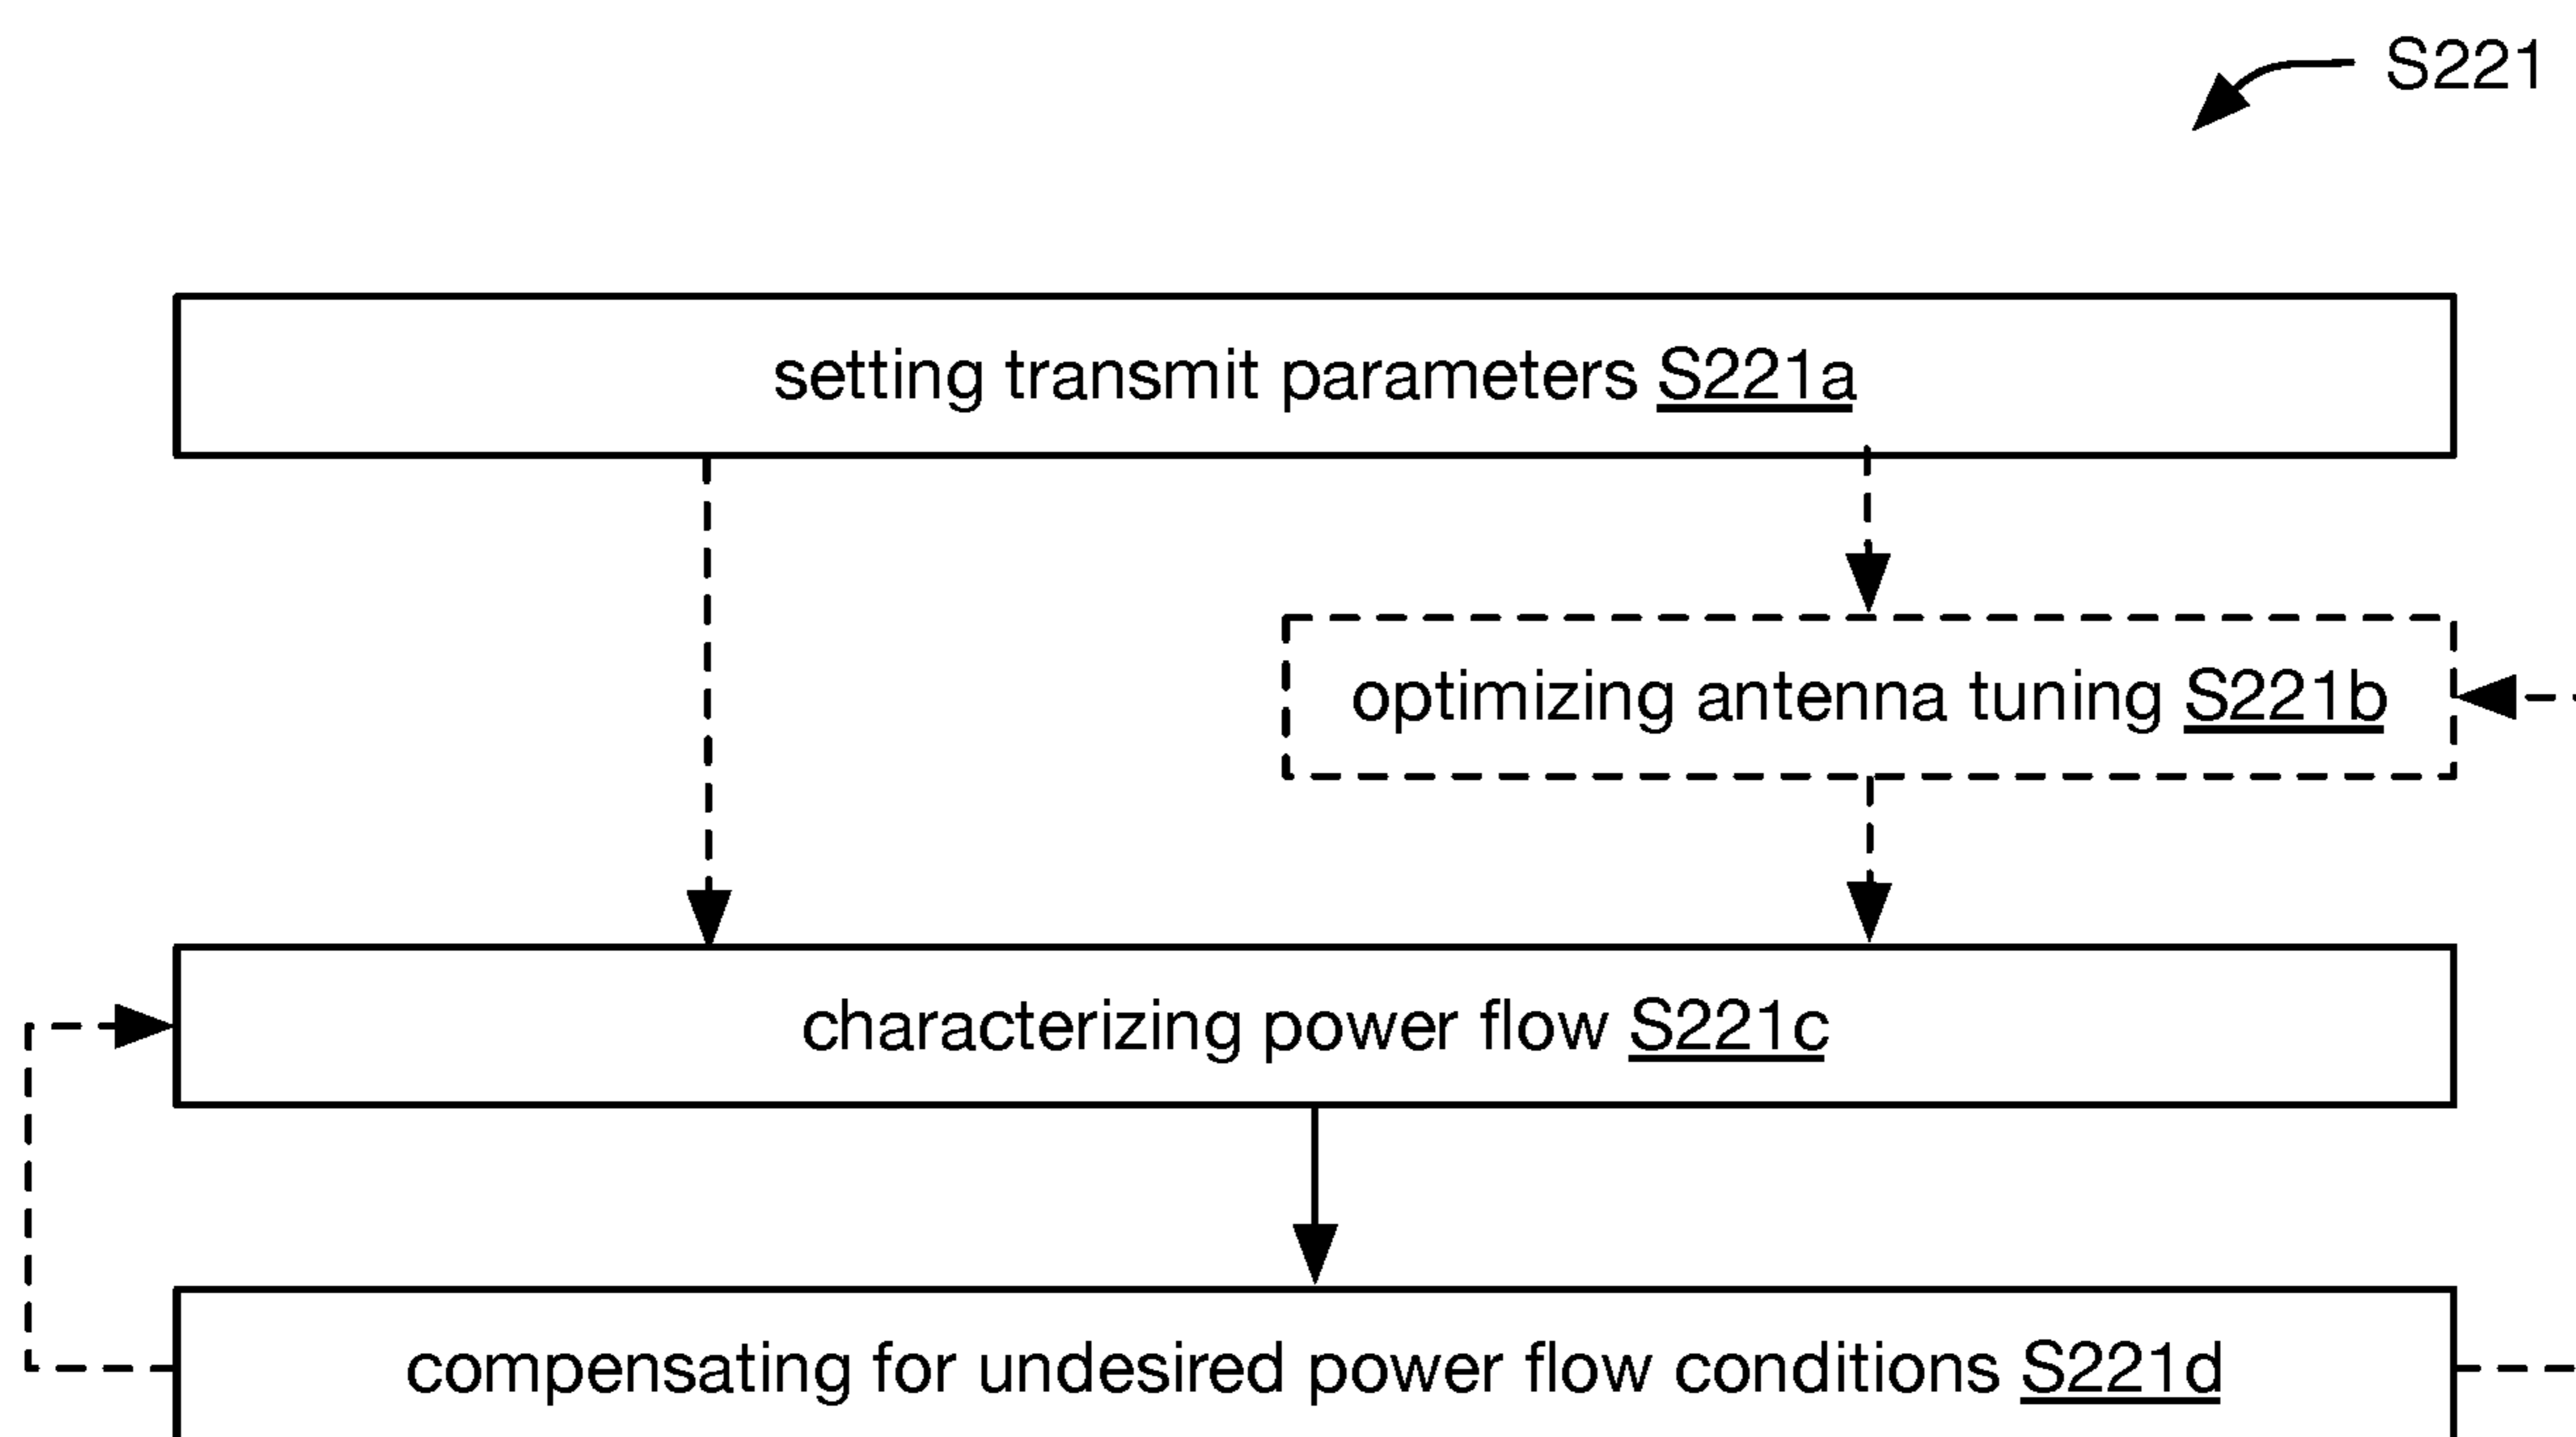 S221
setting transmit parameters S221a
optimizing antenna tuning S221b
characterizing power flow S221c
compensating for undesired power flow conditions S221d